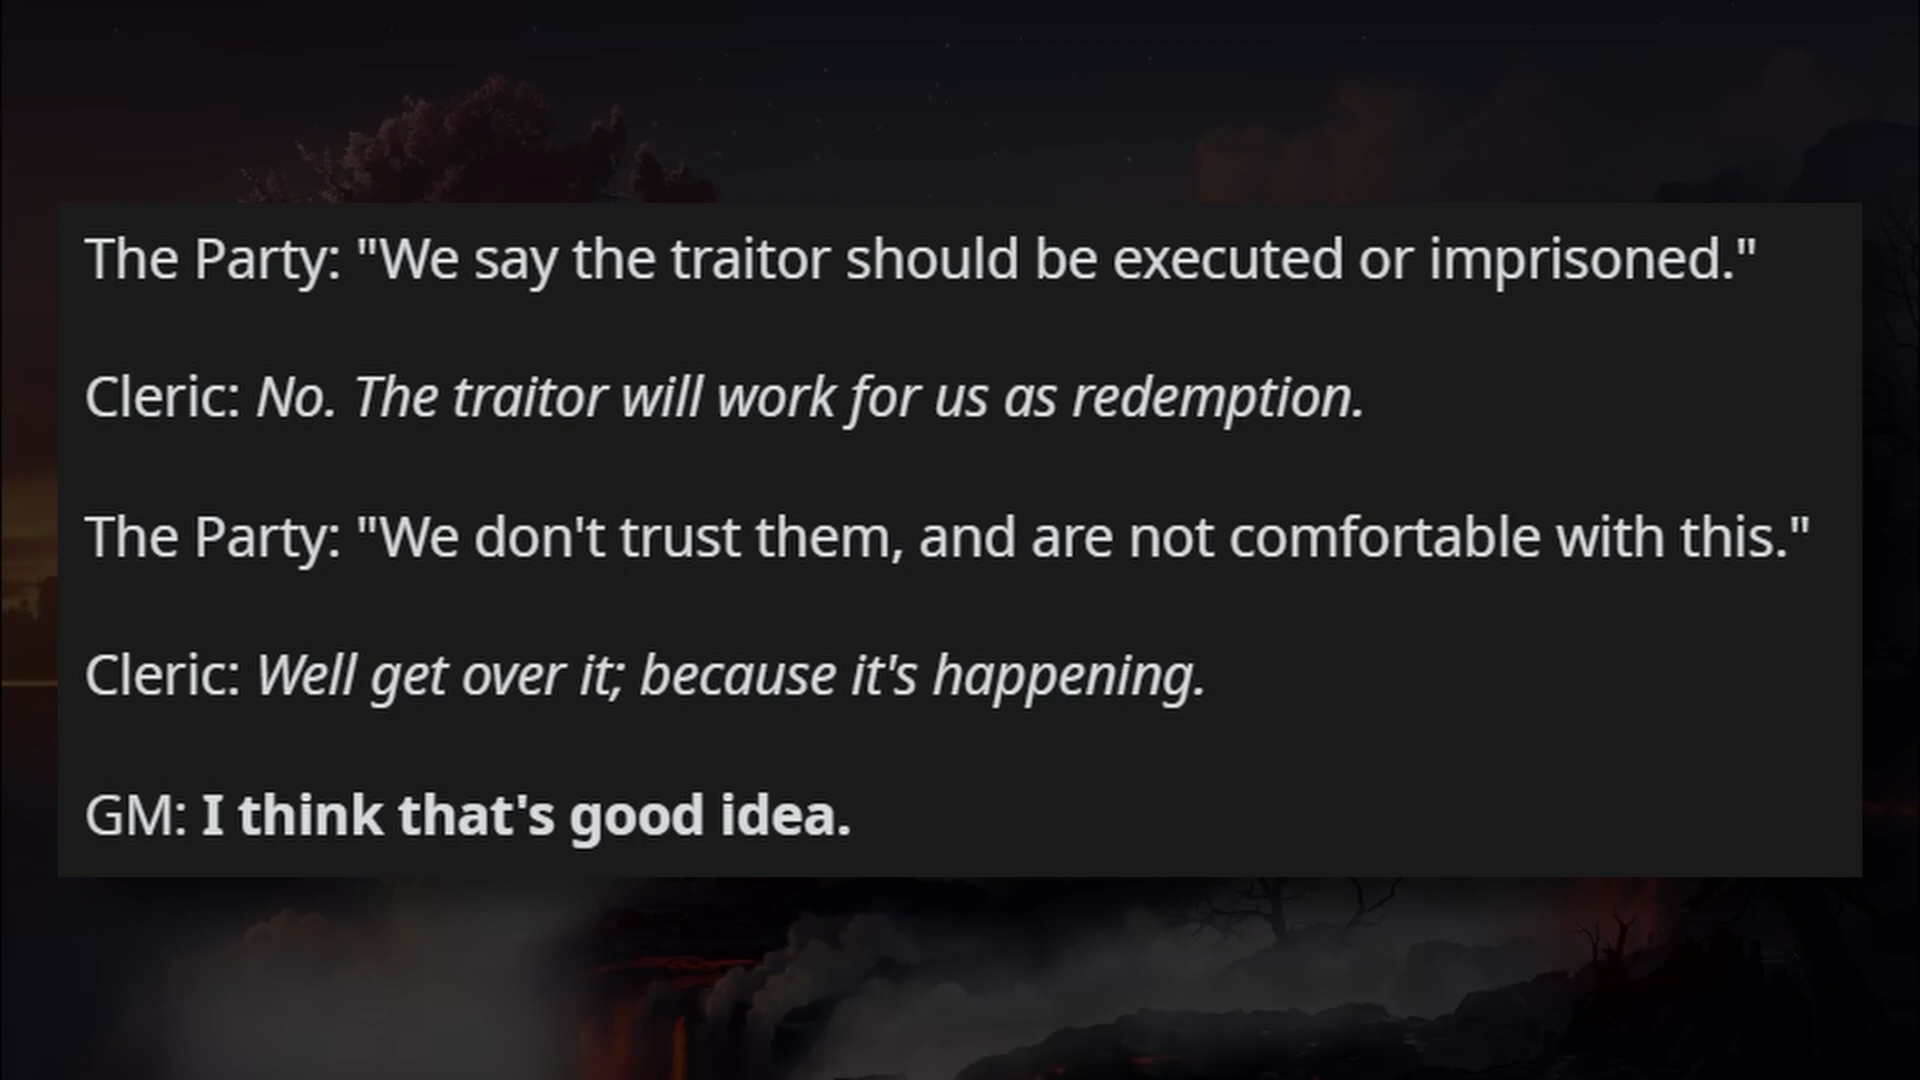 The Party: "We say the traitor should be executed or imprisoned."
Cleric: No. The traitor will work for us as redemption.
The Party: "We don't trust them, and are not comfortable with this."
Cleric: Well get over it; because it's happening.
GM: I think that's good idea.